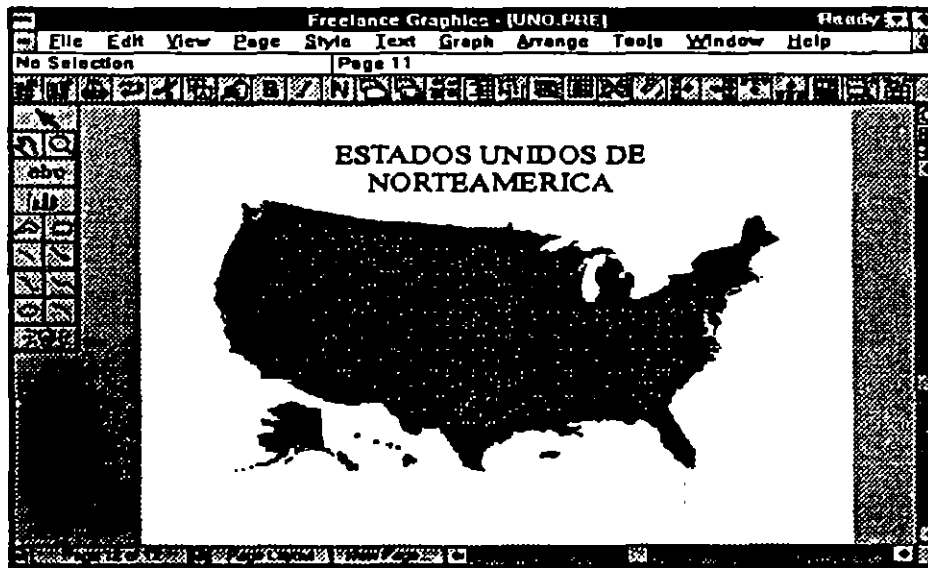 Freelance Graphics - [UNO.PRE] Ready
File Edit View Page Style Text Graph Arrange Tools Window Help
No Selection Page 11
B I N
abc
ESTADOS UNIDOS DE
NORTEAMERICA